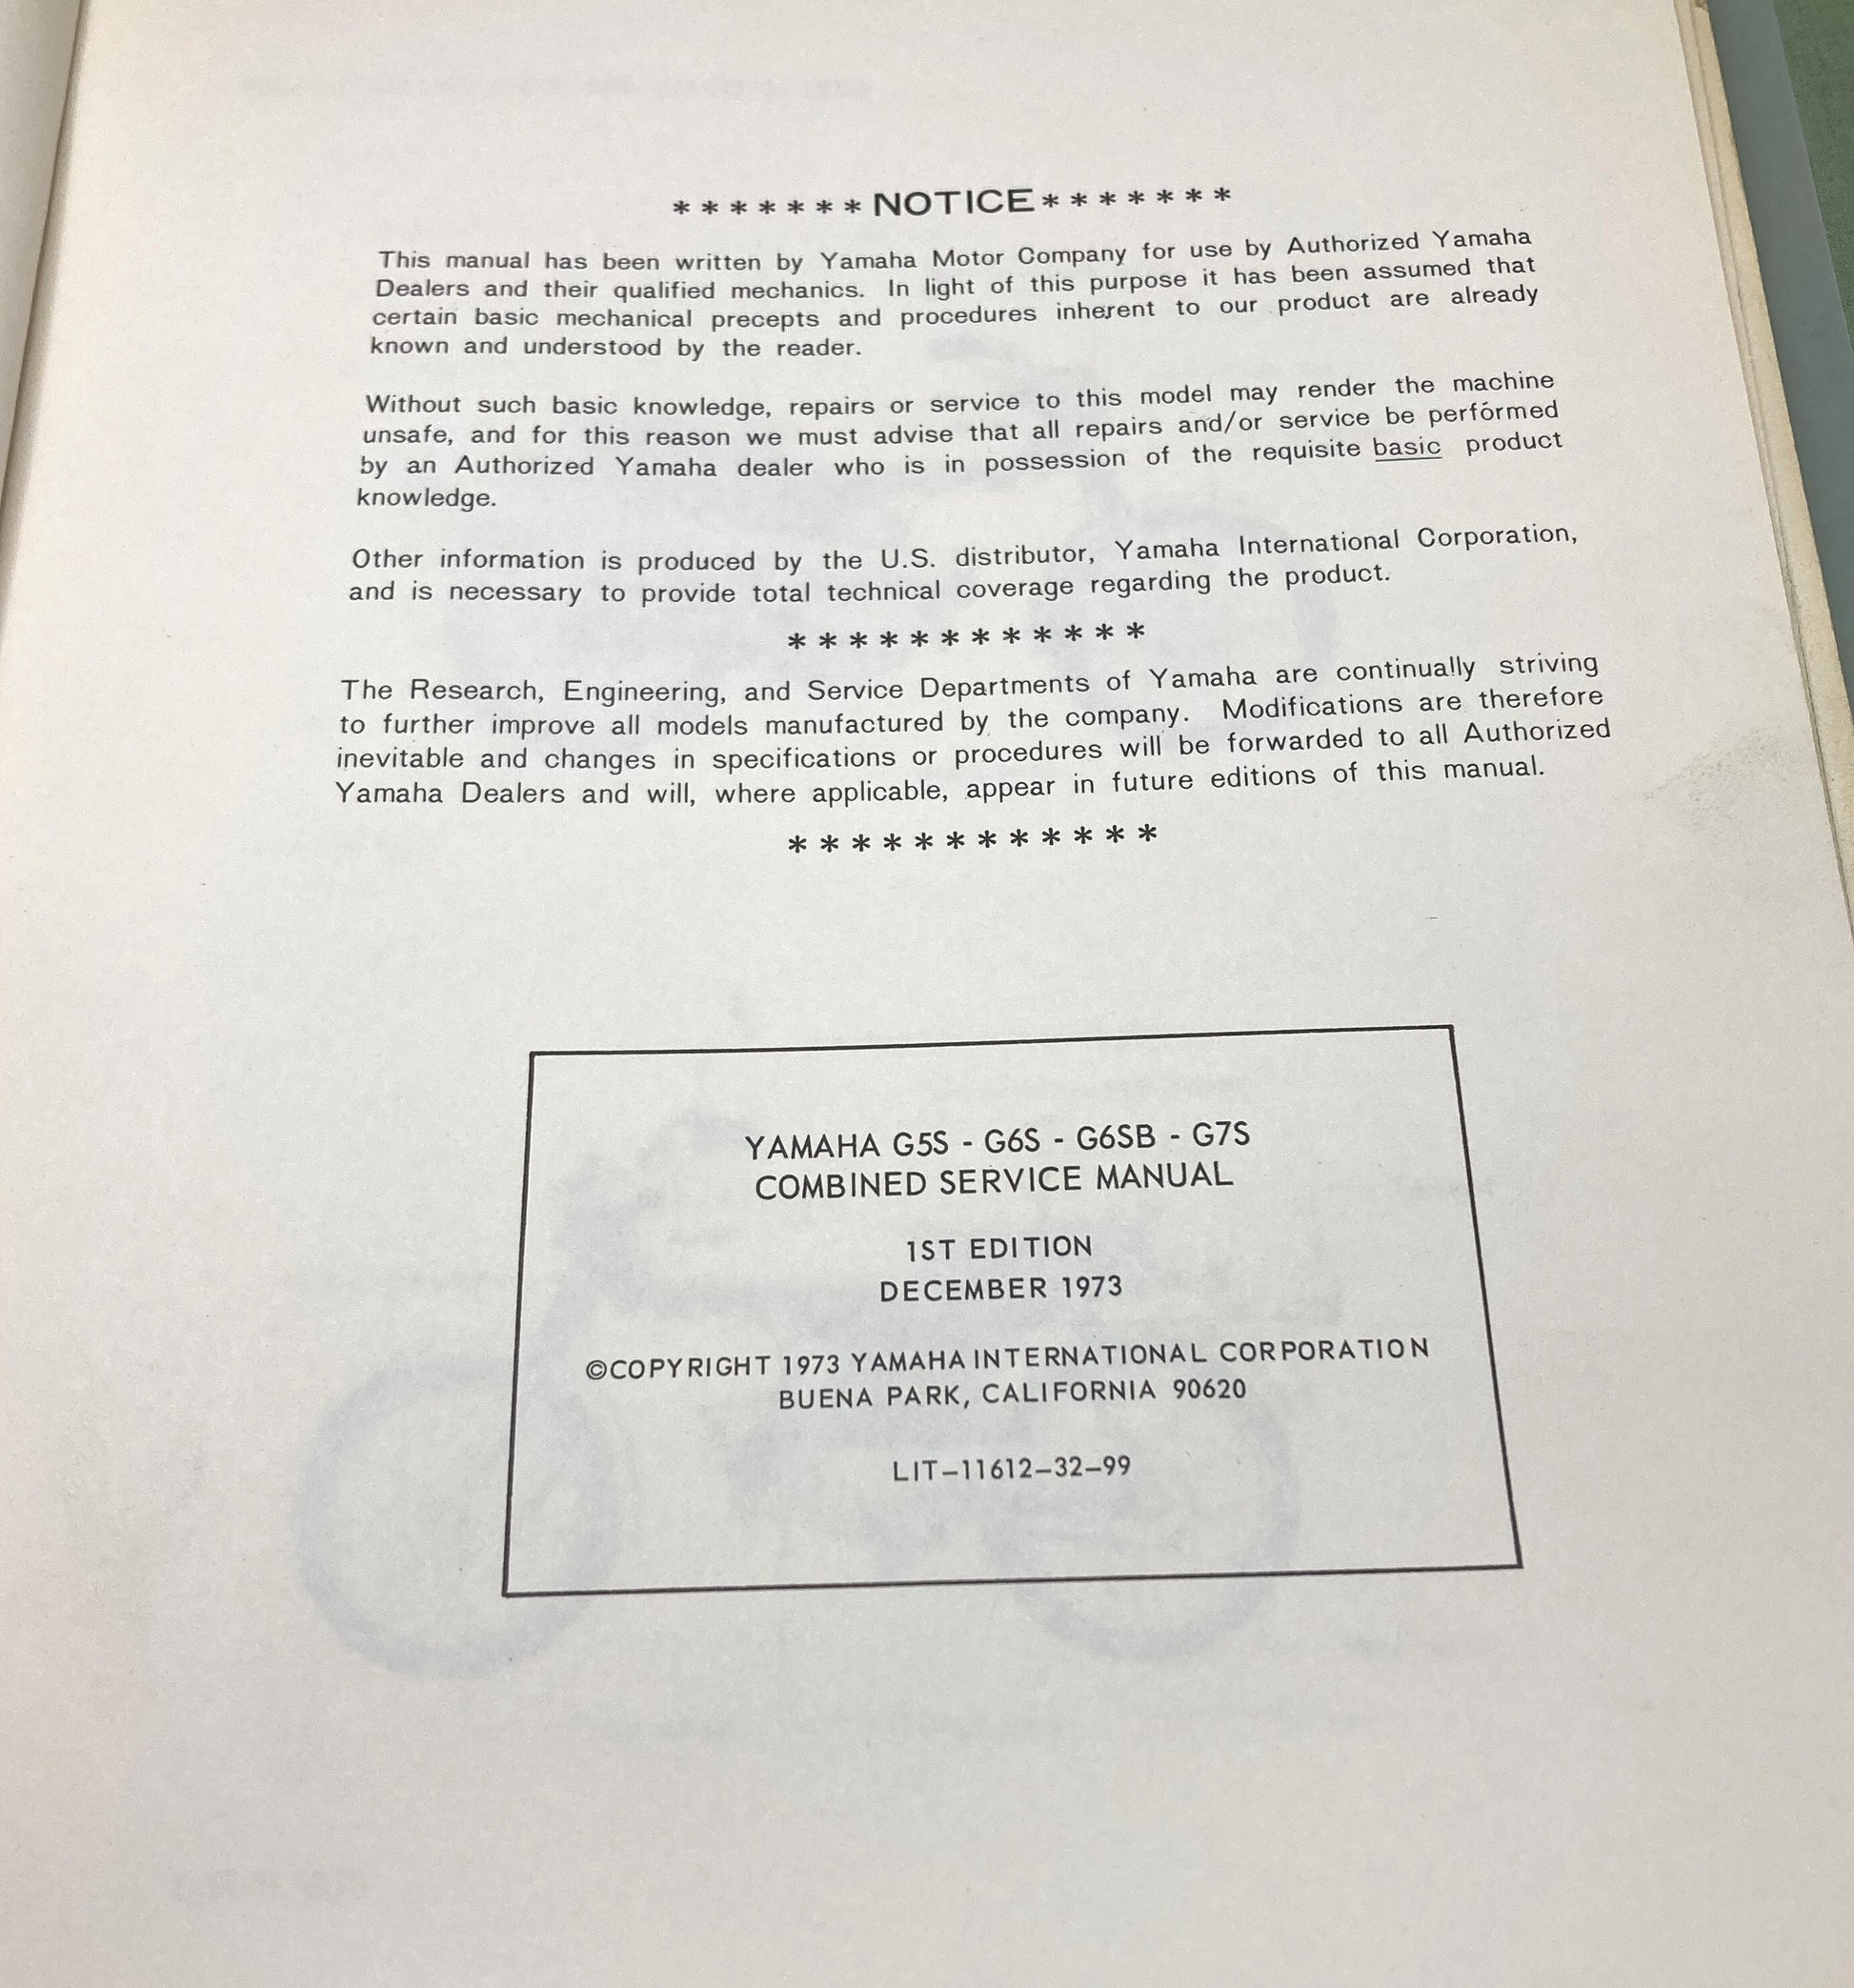 *******NOTICE*******
This manual has been written by Yamaha Motor Company for use by Authorized Yamaha
Dealers and their qualified mechanics. In light of this purpose it has been assumed that
certain basic mechanical precepts and procedures inherent to our product are already
known and understood by the reader.
Without such basic knowledge, repairs or service to this model may render the machine
unsafe, and for this reason we must advise that all repairs and/or service be performed
by an Authorized Yamaha dealer who is in possession of the requisite basic product
knowledge.
Other information is produced by the U.S. distributor, Yamaha International Corporation,
and is necessary to provide total technical coverage regarding the product.
************
The Research, Engineering, and Service Departments of Yamaha are continually striving
to further improve all models manufactured by the company. Modifications are therefore
inevitable and changes in specifications or procedures will be forwarded to all Authorized
Yamaha Dealers and will, where applicable, appear in future editions of this manual.
************
YAMAHA G5S - G6S - G6SB - G7S
COMBINED SERVICE MANUAL
1ST EDITION
DECEMBER 1973
©COPYRIGHT 1973 YAMAHA INTERNATIONAL CORPORATION
BUENA PARK, CALIFORNIA 90620
LIT–11612–32–99